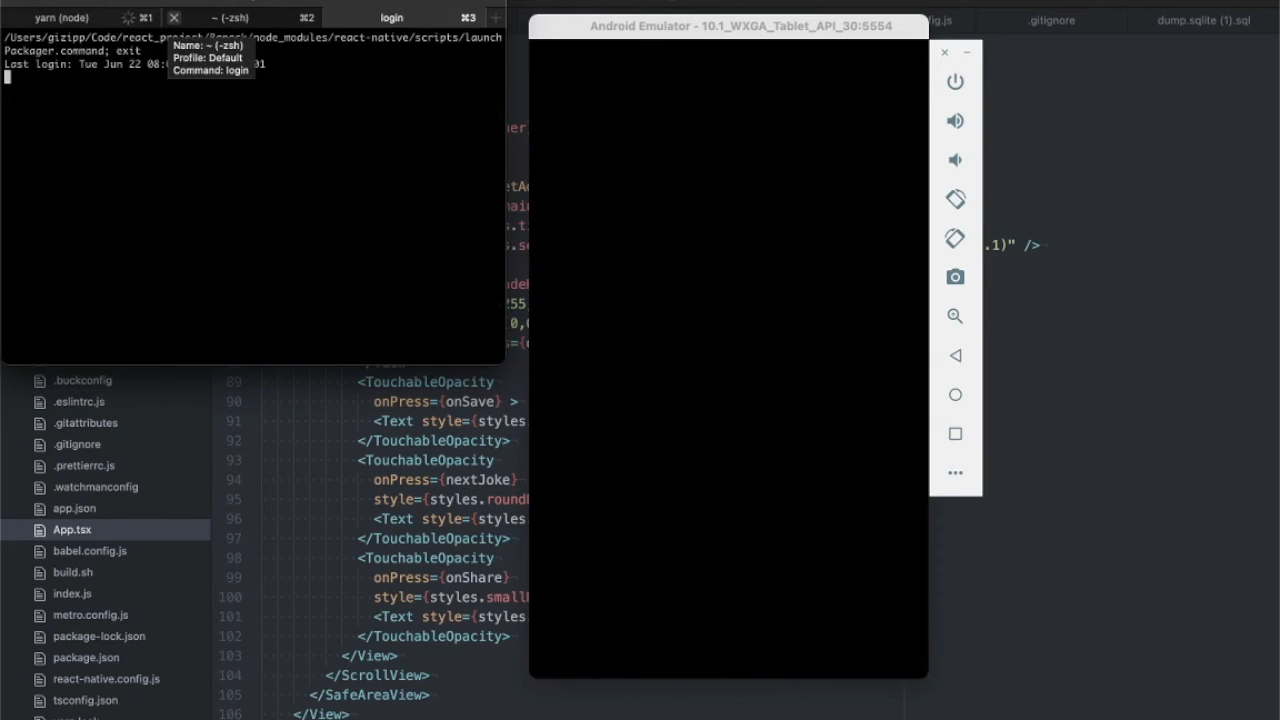 yarn (node) ⌘1
~ (-zsh) ⌘2
login ⌘3
/Users/gizipp/Code/react_project/ /node_modules/react-native/scripts/launch
Packager.command; exit
Last login: Tue Jun 22 08: 01
Name: ~ (-zsh)
Profile: Default
Command: login
Android Emulator - 10.1_WXGA_Tablet_API_30:5554
fig.js
.gitignore
dump.sqlite (1).sql
.1)" />
255,
.buckconfig
.eslintrc.js
.gitattributes
.gitignore
.prettierrc.js
.watchmanconfig
app.json
App.tsx
babel.config.js
build.sh
index.js
metro.config.js
package-lock.json
package.json
react-native.config.js
tsconfig.json
89 <TouchableOpacity
90 onPress={onSave} >
91 <Text style={styles.
92 </TouchableOpacity>
93 <TouchableOpacity
94 onPress={nextJoke}
95 style={styles.round
96 <Text style={styles.
97 </TouchableOpacity>
98 <TouchableOpacity
99 onPress={onShare}
100 style={styles.small
101 <Text style={styles.
102 </TouchableOpacity>
103 </View>
104 </ScrollView>
105 </SafeAreaView>
106 </View>